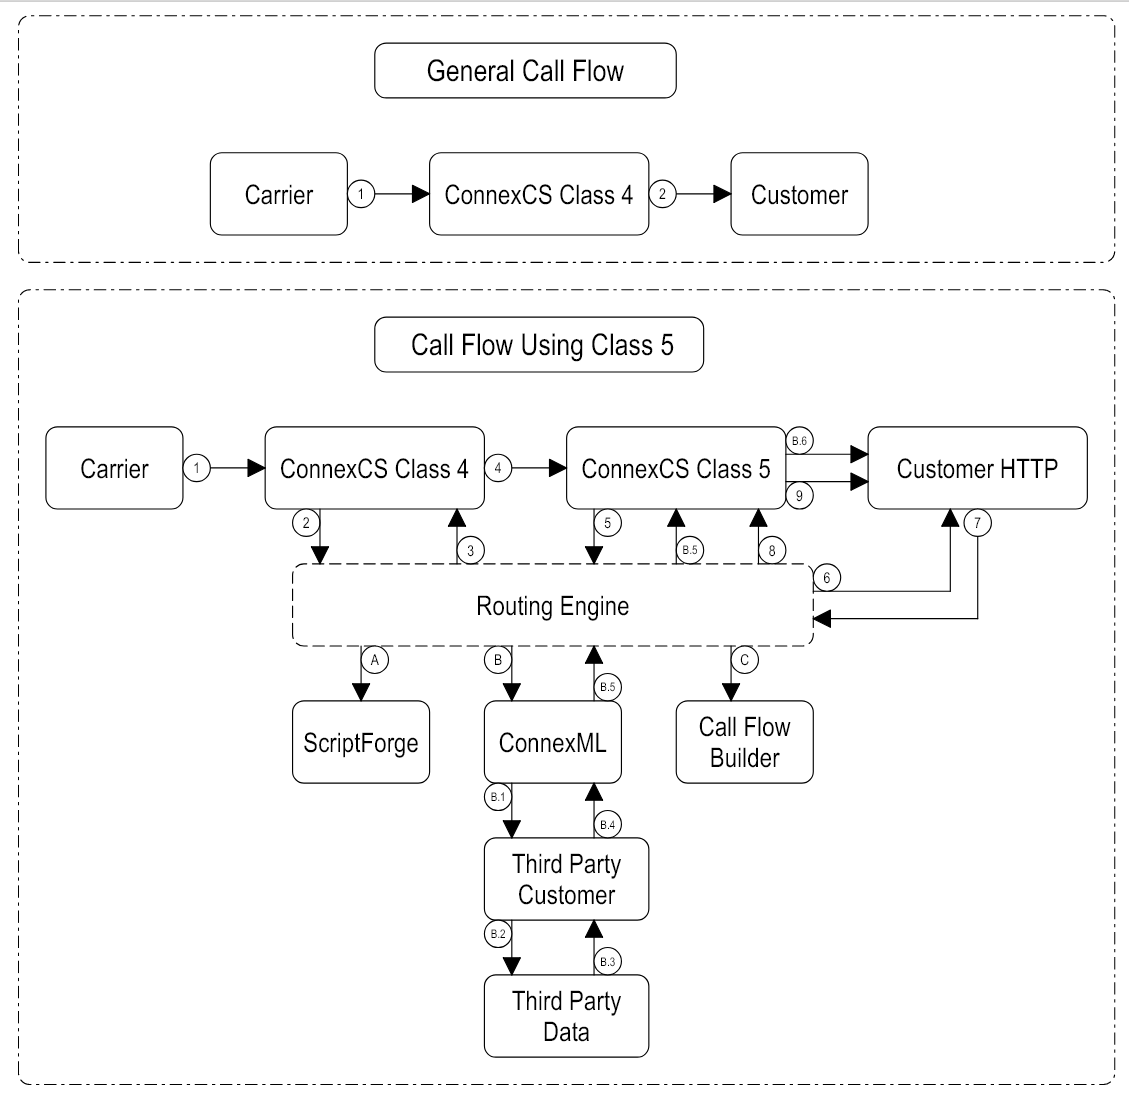 General Call Flow
Carrier
1
ConnexCS Class 4
2
Customer
Call Flow Using Class 5
Carrier
1
ConnexCS Class 4
4
ConnexCS Class 5
B.6
9
Customer HTTP
2
3
5
B.5
8
7
6
Routing Engine
A
B
B.5
C
ScriptForge
ConnexML
Call Flow
Builder
B.1
B.4
Third Party
Customer
B.2
B.3
Third Party
Data